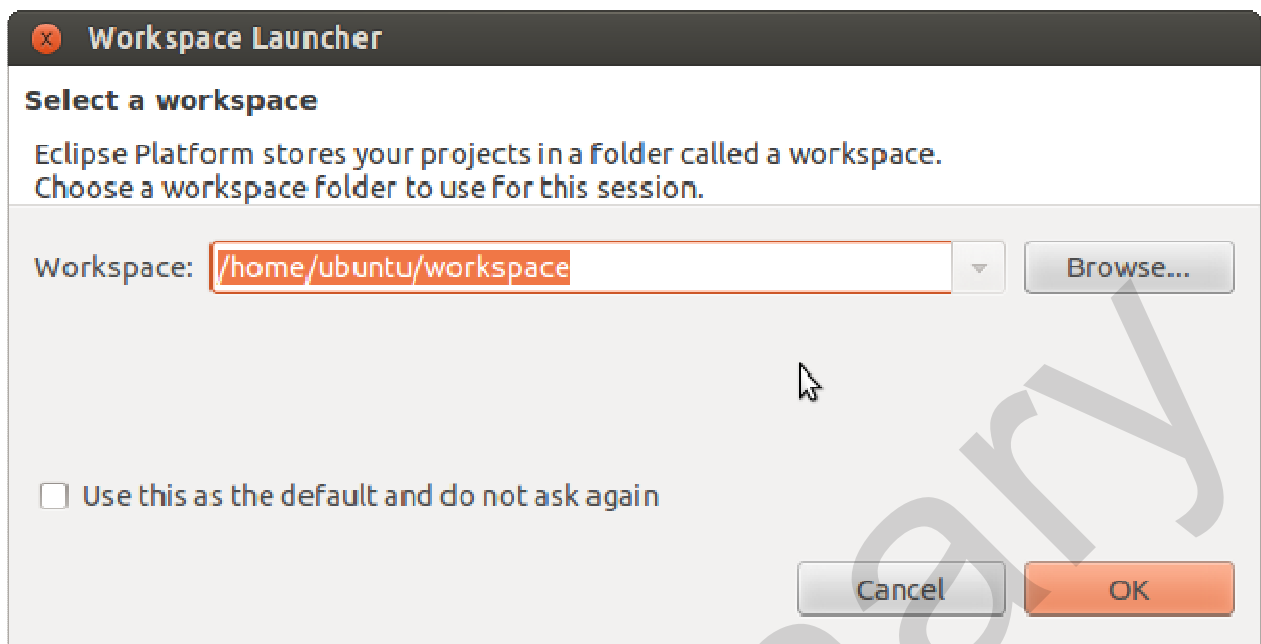 Workspace Launcher
Select a workspace
Eclipse Platform stores your projects in a folder called a workspace.
Choose a workspace folder to use for this session.
Workspace: /home/ubuntu/workspace Browse...
Use this as the default and do not ask again
Cancel OK
ary